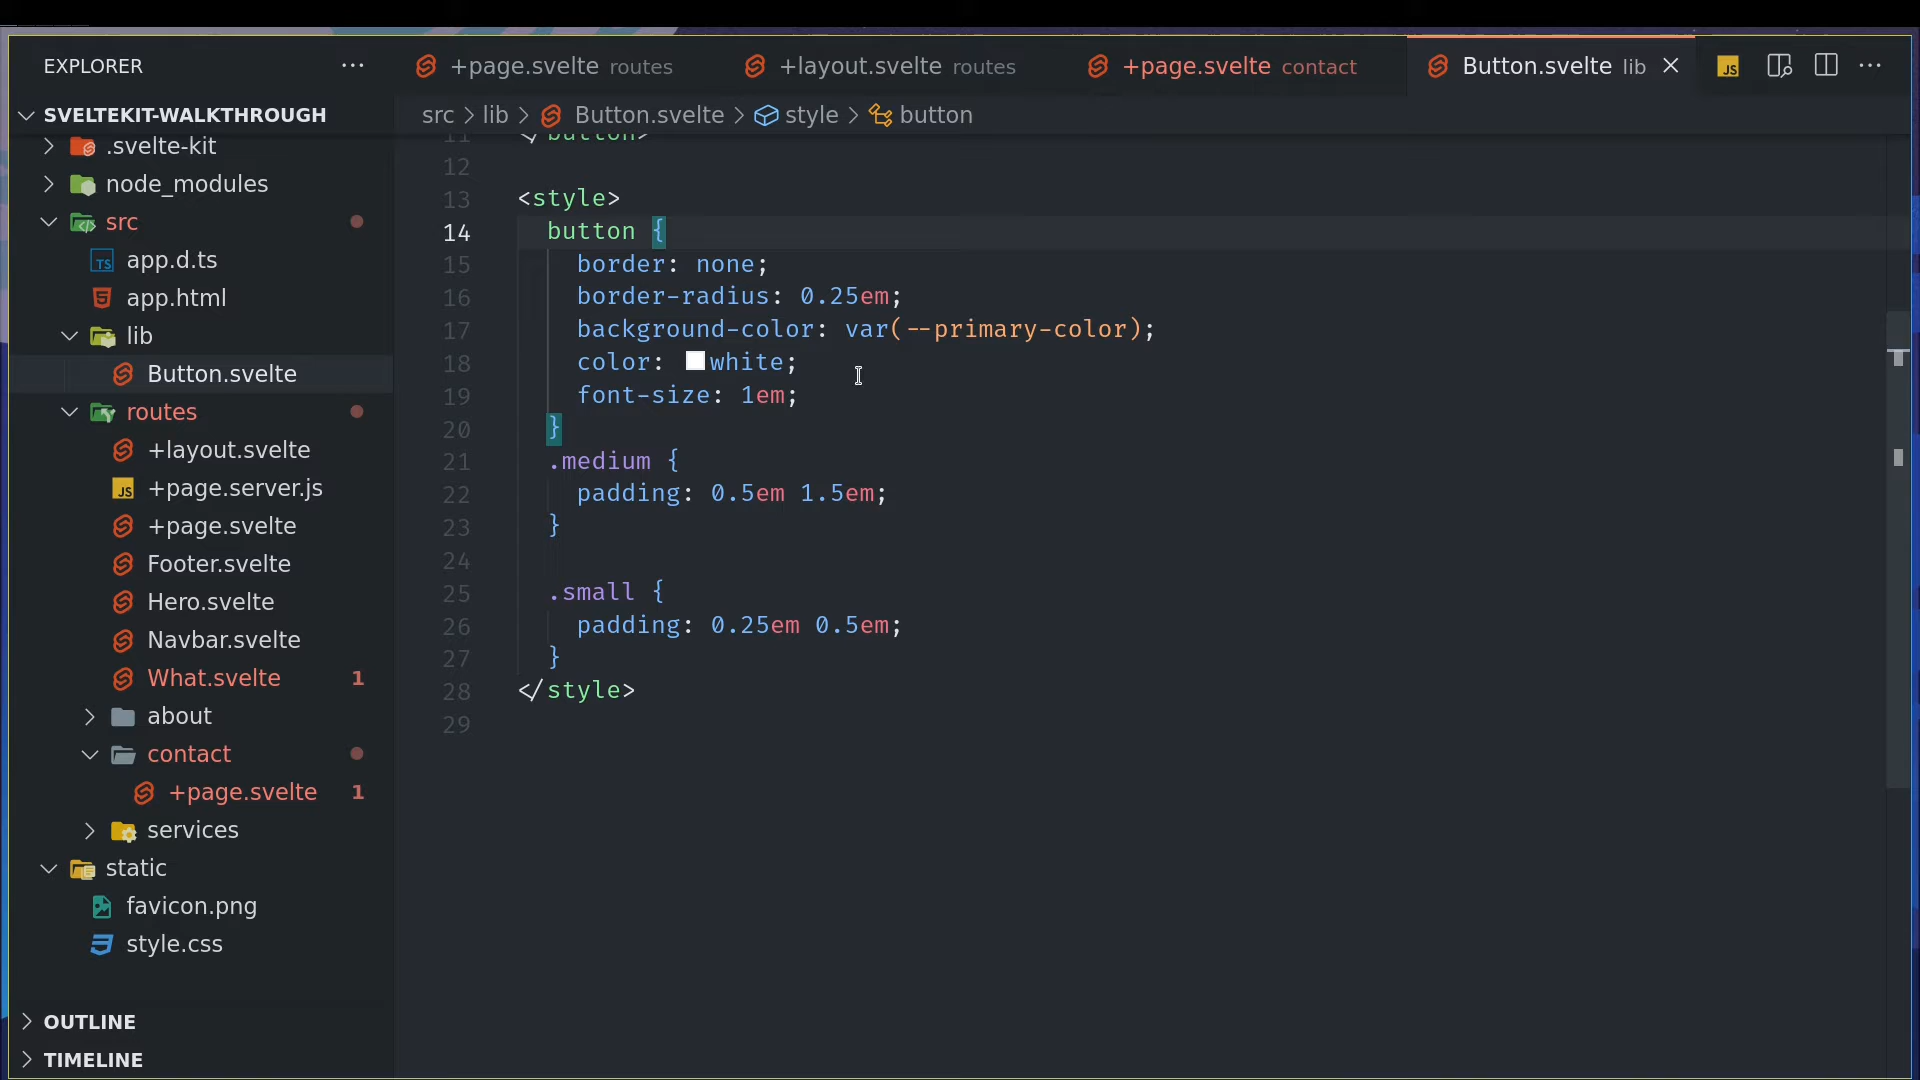 EXPLORER
+page.svelte routes
+layout.svelte routes
+page.svelte contact
Button.svelte lib
JS
SVELTEKIT-WALKTHROUGH
.svelte-kit
node_modules
src
TS app.d.ts
app.html
lib
Button.svelte
routes
+layout.svelte
JS +page.server.js
+page.svelte
Footer.svelte
Hero.svelte
Navbar.svelte
What.svelte 1
about
contact
+page.svelte 1
services
static
favicon.png
style.css
OUTLINE
TIMELINE
src > lib > Button.svelte > style > button
11 </button>
12
13 <style>
14 button {
15 border: none;
16 border-radius: 0.25em;
17 background-color: var(--primary-color);
18 color: white;
19 font-size: 1em;
20 }
21 .medium {
22 padding: 0.5em 1.5em;
23 }
24
25 .small {
26 padding: 0.25em 0.5em;
27 }
28 </style>
29